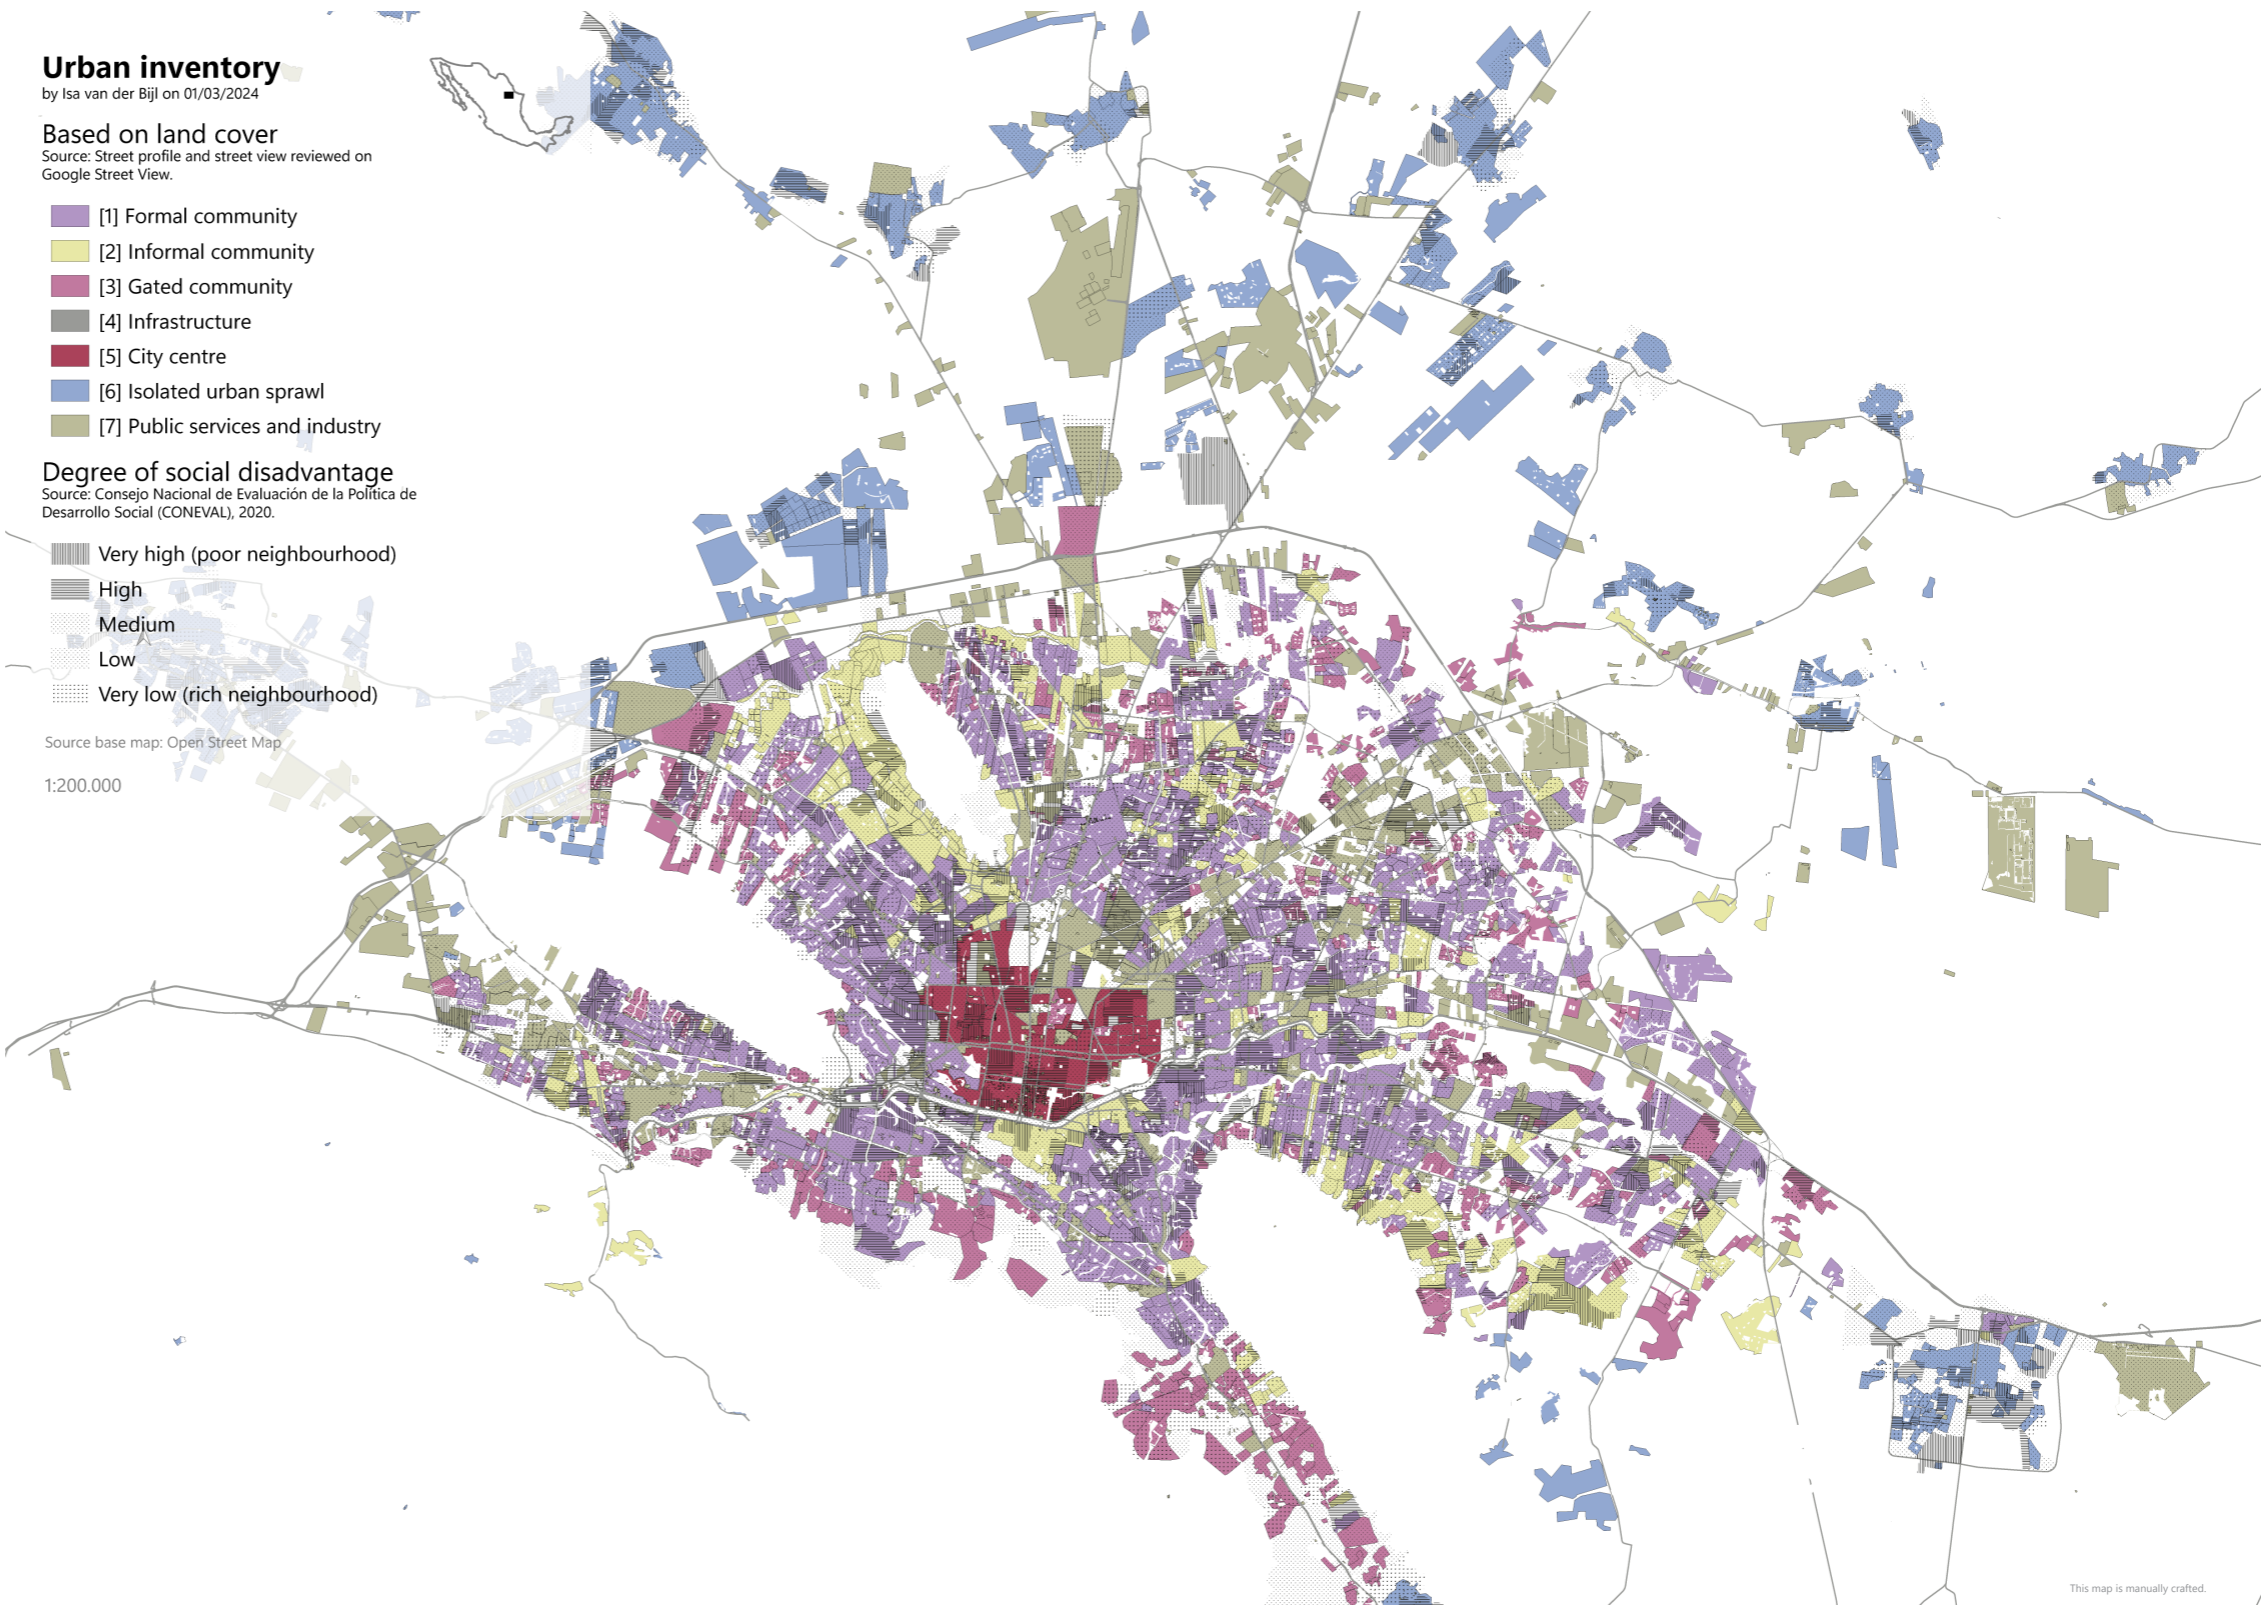 Urban inventory
by Isa van der Bijl on 01/03/2024
Based on land cover
Source: Street profile and street view reviewed on
Google Street View.
[1] Formal community
[2] Informal community
[3] Gated community
[4] Infrastructure
[5] City centre
[6] Isolated urban sprawl
[7] Public services and industry
Degree of social disadvantage
Source: Consejo Nacional de Evaluación de la Política de
Desarrollo Social (CONEVAL), 2020.
Very high (poor neighbourhood)
High
Medium
Low
Very low (rich neighbourhood)
Source base map: Open Street Map
1:200.000
This map is manually crafted.